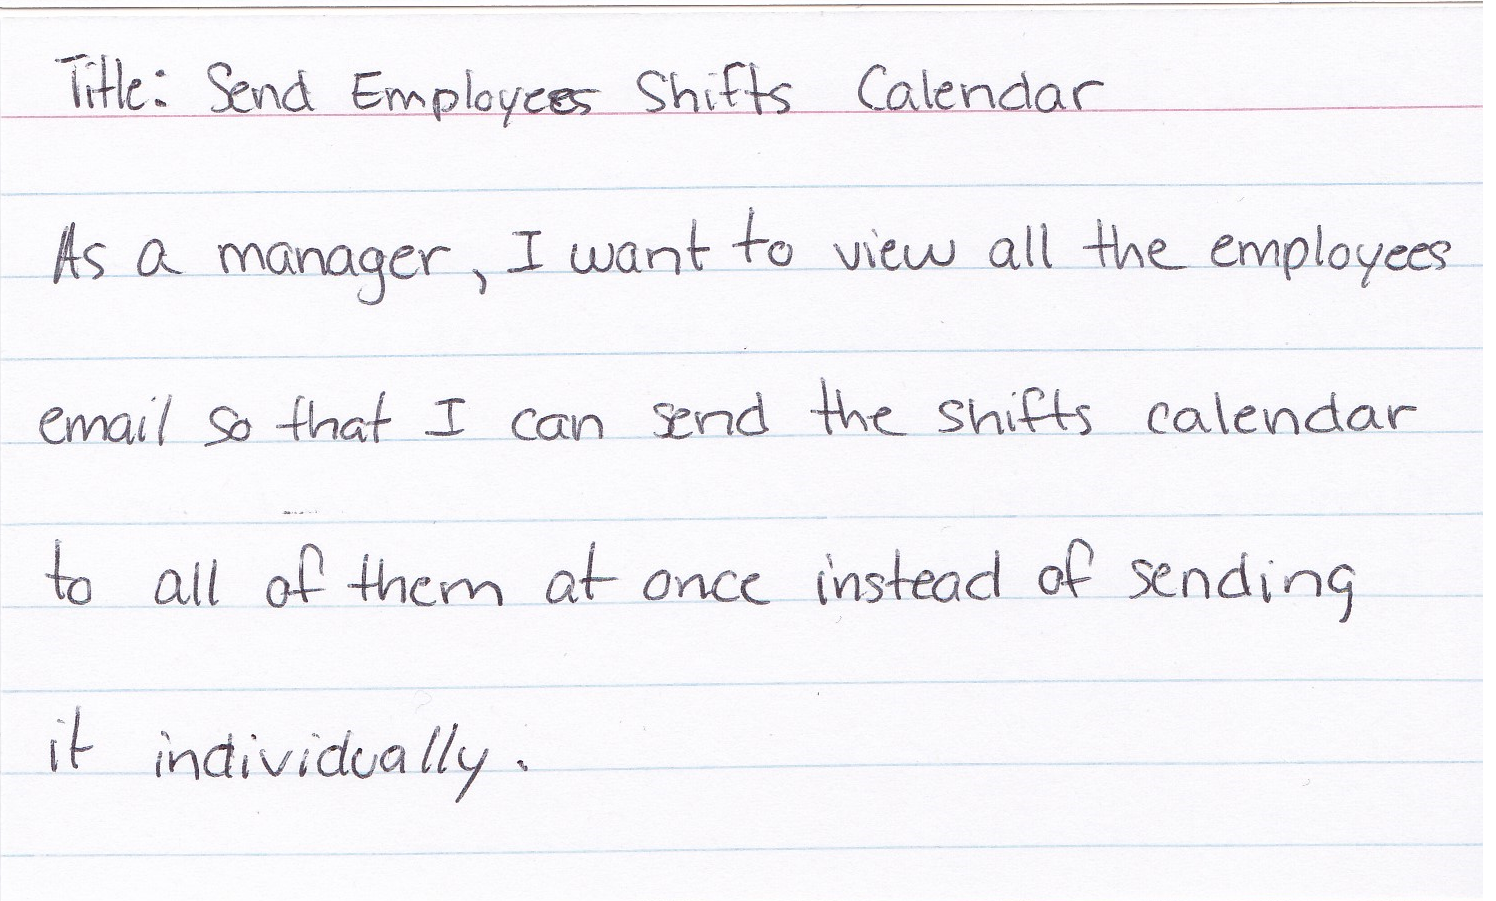 Title: Send Employees Shifts Calendar
As a manager, I want to view all the employees
email so that I can send the shifts calendar
to all of them at once instead of sending
it individually.